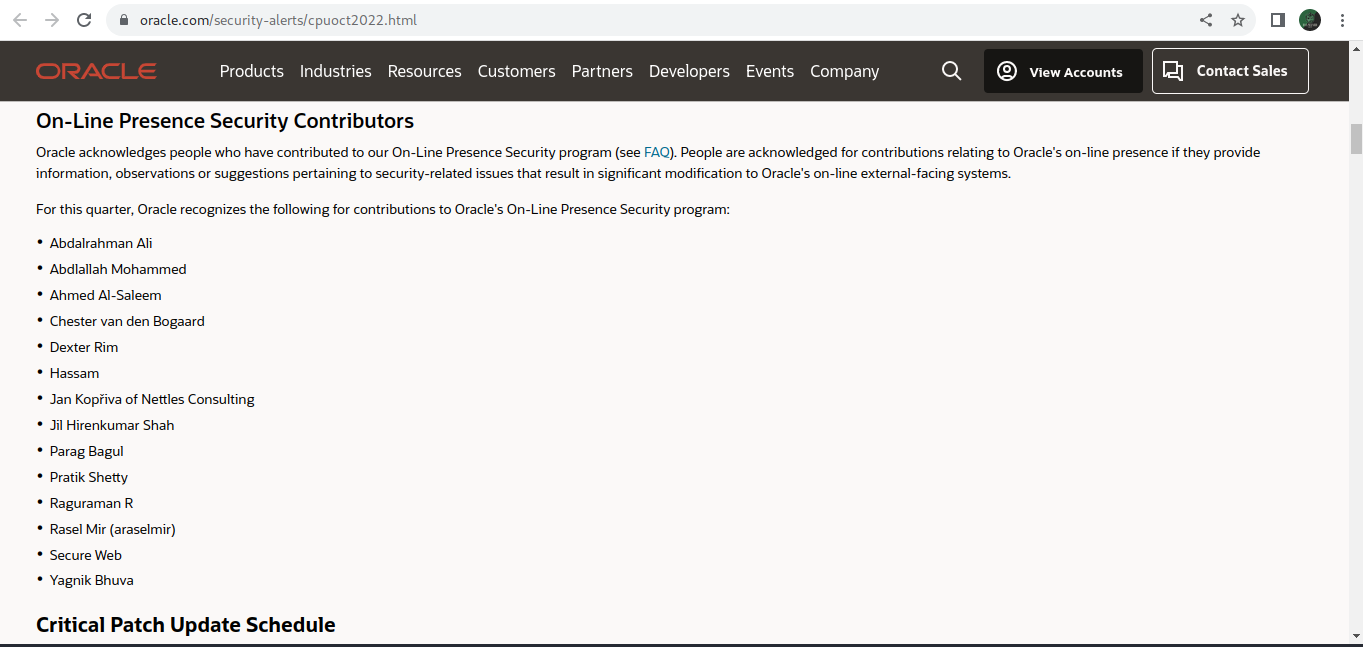 oracle.com/security-alerts/cpuoct2022.html
ORACLE Products Industries Resources Customers Partners Developers Events Company View Accounts Contact Sales
On-Line Presence Security Contributors
Oracle acknowledges people who have contributed to our On-Line Presence Security program (see FAQ). People are acknowledged for contributions relating to Oracle's on-line presence if they provide
information, observations or suggestions pertaining to security-related issues that result in significant modification to Oracle's on-line external-facing systems.
For this quarter, Oracle recognizes the following for contributions to Oracle's On-Line Presence Security program:
• Abdalrahman Ali
• Abdlallah Mohammed
• Ahmed Al-Saleem
• Chester van den Bogaard
• Dexter Rim
• Hassam
• Jan Kopřiva of Nettles Consulting
• Jil Hirenkumar Shah
• Parag Bagul
• Pratik Shetty
• Raguraman R
• Rasel Mir (araselmir)
• Secure Web
• Yagnik Bhuva
Critical Patch Update Schedule